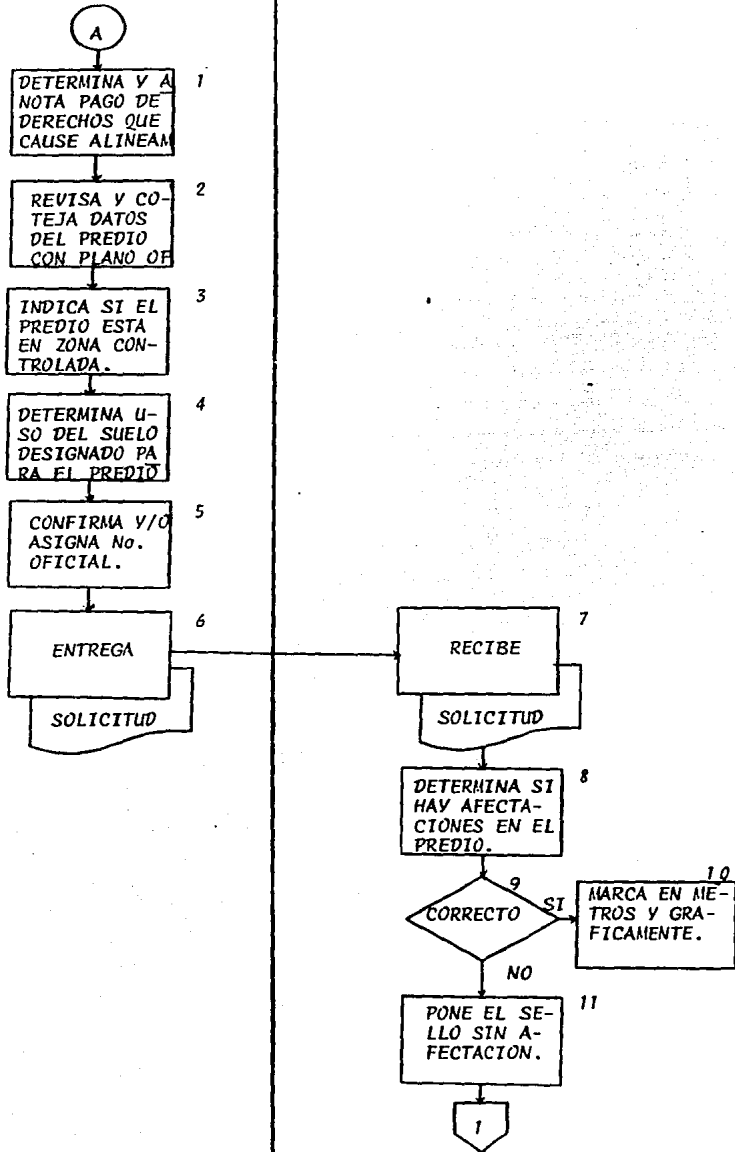 A
DETERMINA Y A
NOTA PAGO DE
DERECHOS QUE
CAUSE ALINEAM
1
REVISA Y CO-
TEJA DATOS
DEL PREDIO
CON PLANO OF
2
INDICA SI EL
PREDIO ESTA
EN ZONA CON-
TROLADA.
3
DETERMINA U-
SO DEL SUELO
DESIGNADO PA
RA EL PREDIO
4
CONFIRMA Y/O
ASIGNA No.
OFICIAL.
5
ENTREGA
6
SOLICITUD
RECIBE
7
SOLICITUD
DETERMINA SI
HAY AFECTA-
CIONES EN EL
PREDIO.
8
CORRECTO
9
SI
MARCA EN ME-
TROS Y GRA-
FICAMENTE.
10
NO
PONE EL SE-
LLO SIN A-
FECTACION.
11
1